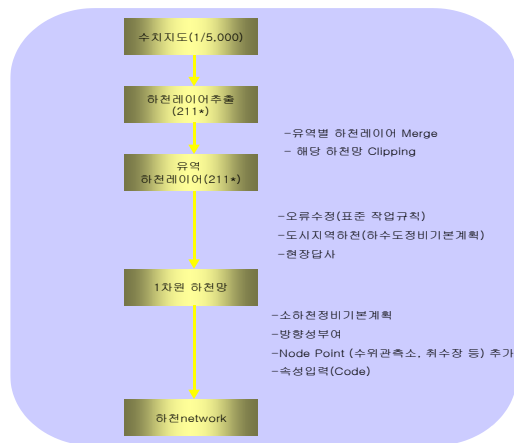 수치지도(1/5,000)
하천레이어추출
(211*)
-유역별 하천레이어 Merge
- 해당 하천망 Clipping
유역
하천레이어(211*)
-오류수정(표준 작업규칙)
-도시지역하천(하수도정비기본계획)
-현장답사
1차원 하천망
-소하천정비기본계획
-방향성부여
-Node Point (수위관측소, 취수장 등) 추가
-속성입력(Code)
하천network